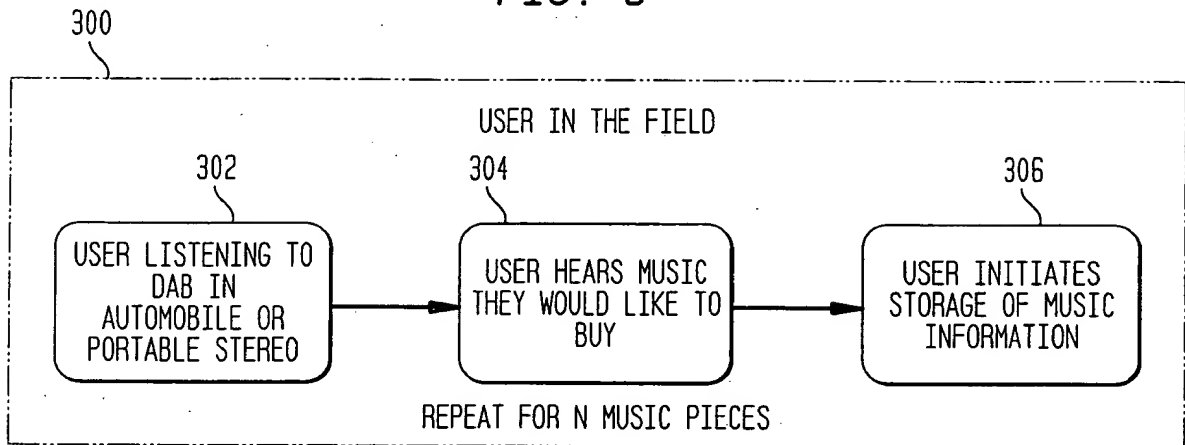 300
USER IN THE FIELD
302
304
306
USER LISTENING TO
DAB IN
AUTOMOBILE OR
PORTABLE STEREO
USER HEARS MUSIC
THEY WOULD LIKE TO
BUY
USER INITIATES
STORAGE OF MUSIC
INFORMATION
REPEAT FOR N MUSIC PIECES